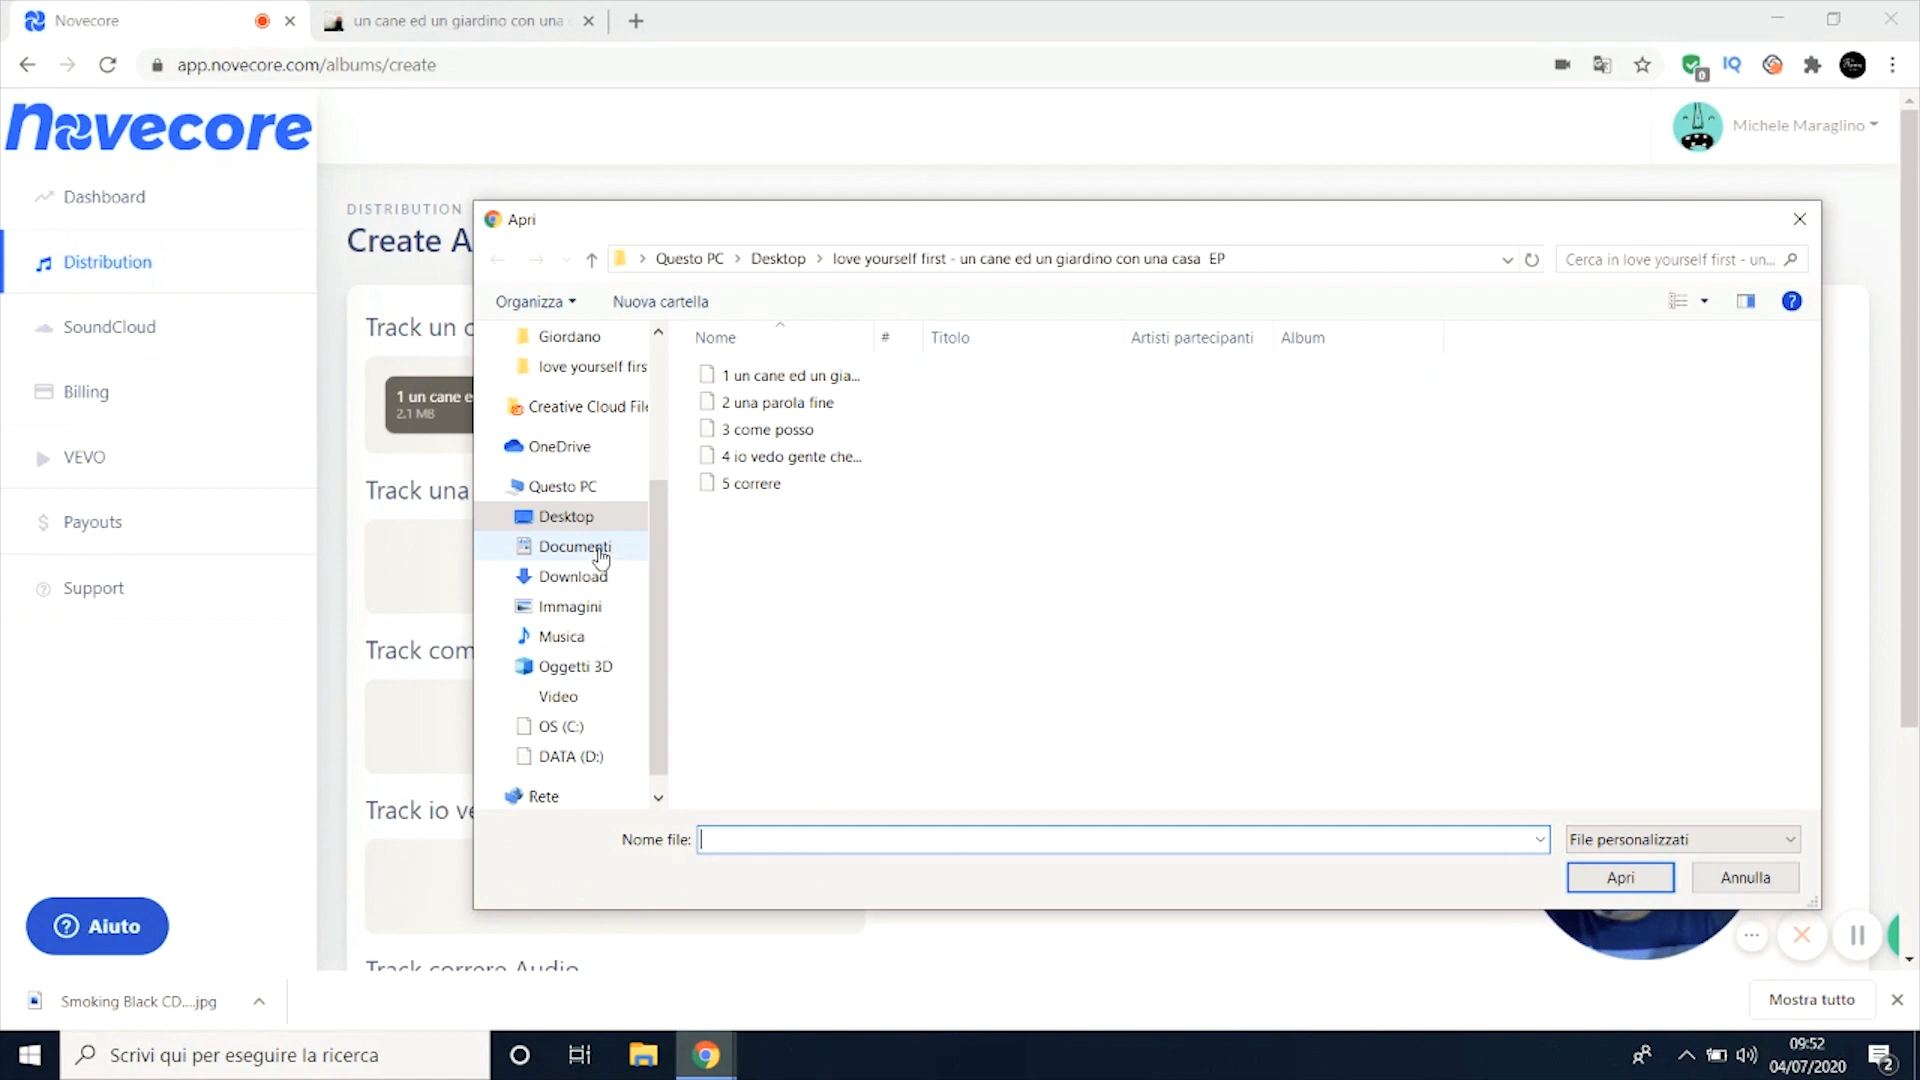 Novecore
un cane ed un giardino con una
app.novecore.com/albums/create
0
IQ
Novecore
Michele Maraglino
Dashboard
Distribution
SoundCloud
Billing
VEVO
Payouts
Support
Aiuto
DISTRIBUTION
Create A
Track un c
1 un cane e
2.1 MB
Track una
Track com
Track io ve
Track correre Audio
Apri
Questo PC > Desktop > love yourself first - un cane ed un giardino con una casa EP
Cerca in love yourself first - un...
Organizza
Nuova cartella
?
Giordano
love yourself firs
Creative Cloud File
OneDrive
Questo PC
Desktop
Documenti
Download
Immagini
Musica
Oggetti 3D
Video
OS (C:)
DATA (D:)
Rete
Nome # Titolo Artisti partecipanti Album
1 un cane ed un gia...
2 una parola fine
3 come posso
4 io vedo gente che...
5 correre
Nome file:
File personalizzati
Apri
Annulla
Smoking Black CD....jpg
Mostra tutto
Scrivi qui per eseguire la ricerca
09:52
04/07/2020
2